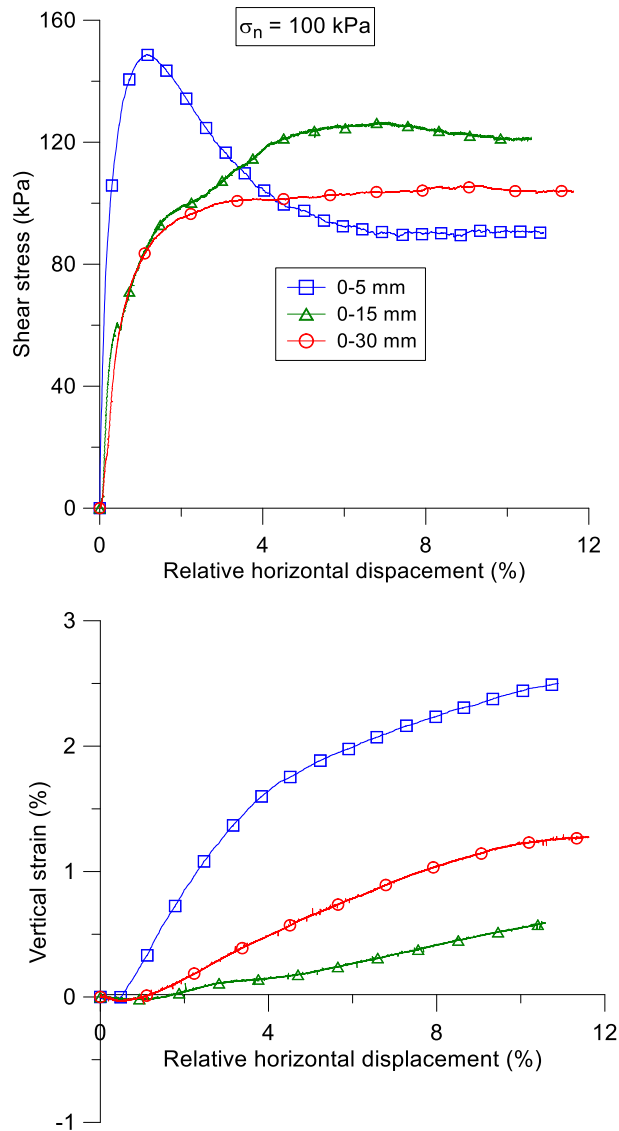 σn = 100 kPa
160
120
80
40
0
Shear stress (kPa)
0-5 mm
0-15 mm
0-30 mm
0 4 8 12
Relative horizontal dispacement (%)
3
2
1
0
-1
Vertical strain (%)
0 4 8 12
Relative horizontal displacement (%)